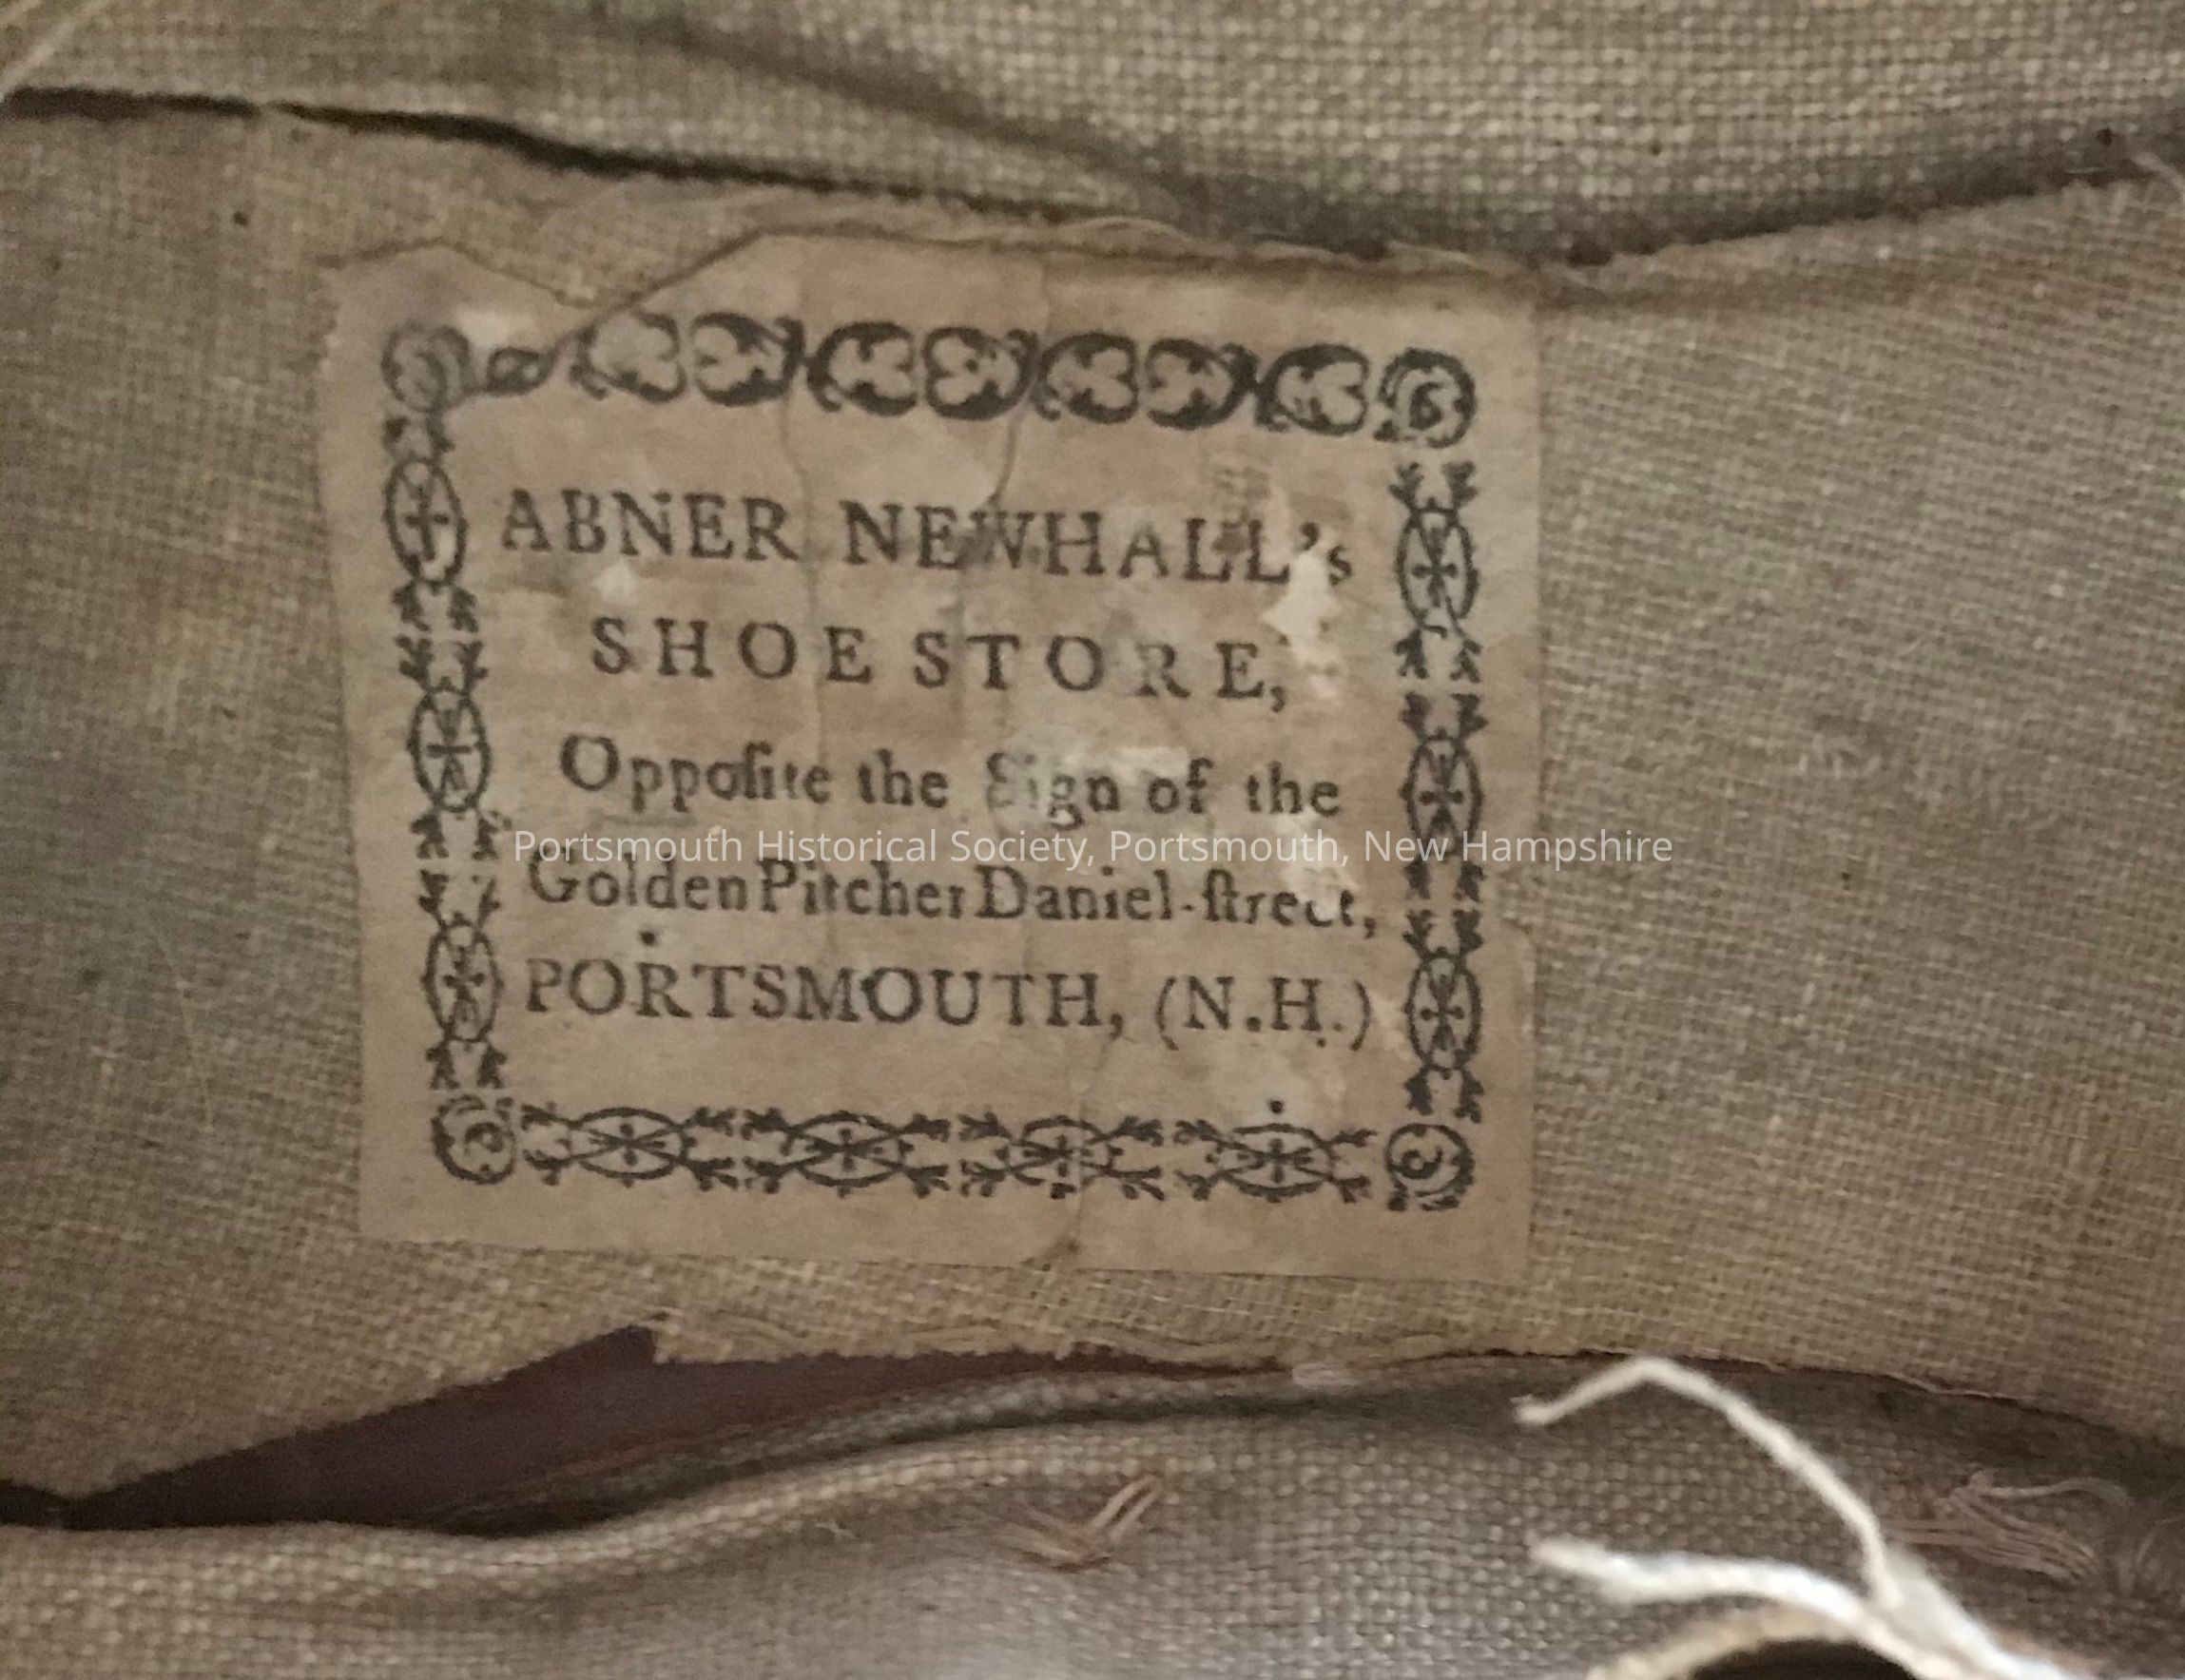 ABNER NEWHALL's
SHOE STORE,
Oppoſite the Sign of the
Portsmouth Historical Society, Portsmouth, New Hampshire
Golden Pitcher Daniel-ſtreet,
PORTSMOUTH, (N.H.)